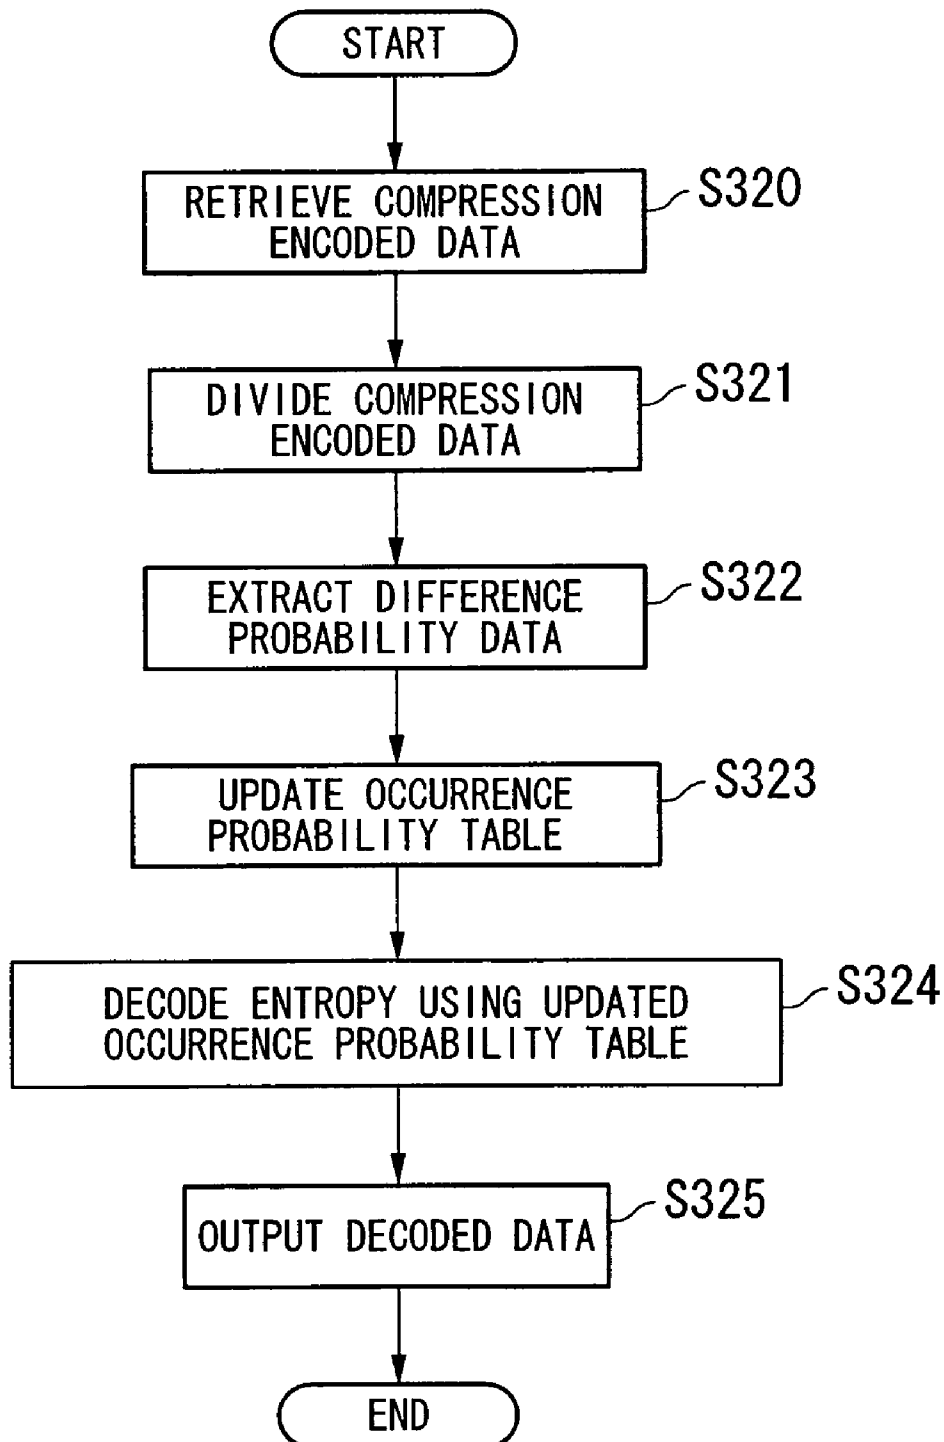 START
RETRIEVE COMPRESSION
ENCODED DATA
S320
DIVIDE COMPRESSION
ENCODED DATA
S321
EXTRACT DIFFERENCE
PROBABILITY DATA
S322
UPDATE OCCURRENCE
PROBABILITY TABLE
S323
DECODE ENTROPY USING UPDATED
OCCURRENCE PROBABILITY TABLE
S324
OUTPUT DECODED DATA
S325
END